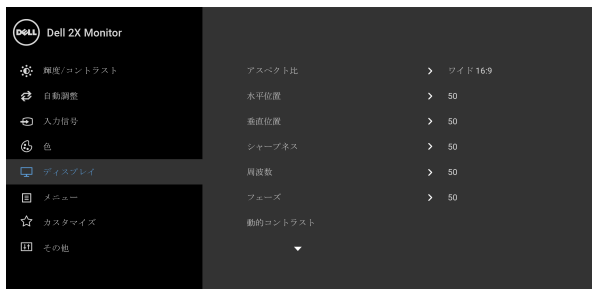 DELL Dell 2X Monitor
輝度/コントラスト
自動調整
入力信号
色
ディスプレイ
メニュー
カスタマイズ
その他
アスペクト比 ワイド 16:9
水平位置 50
垂直位置 50
シャープネス 50
周波数 50
フェーズ 50
動的コントラスト